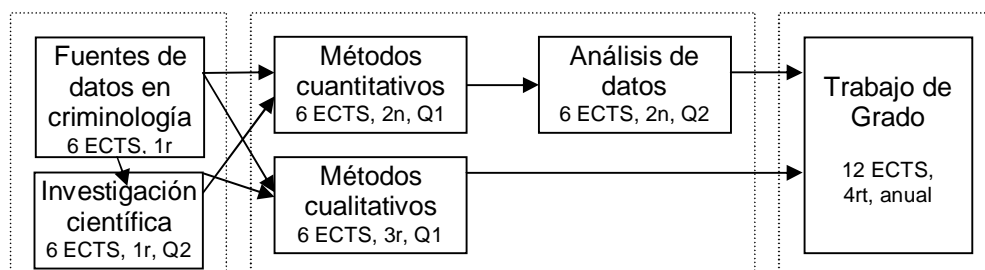 Fuentes de
datos en
criminología
6 ECTS, 1r
Investigación
científica
6 ECTS, 1r, Q2
Métodos
cuantitativos
6 ECTS, 2n, Q1
Métodos
cualitativos
6 ECTS, 3r, Q1
Análisis de
datos
6 ECTS, 2n, Q2
Trabajo de
Grado
12 ECTS,
4rt, anual